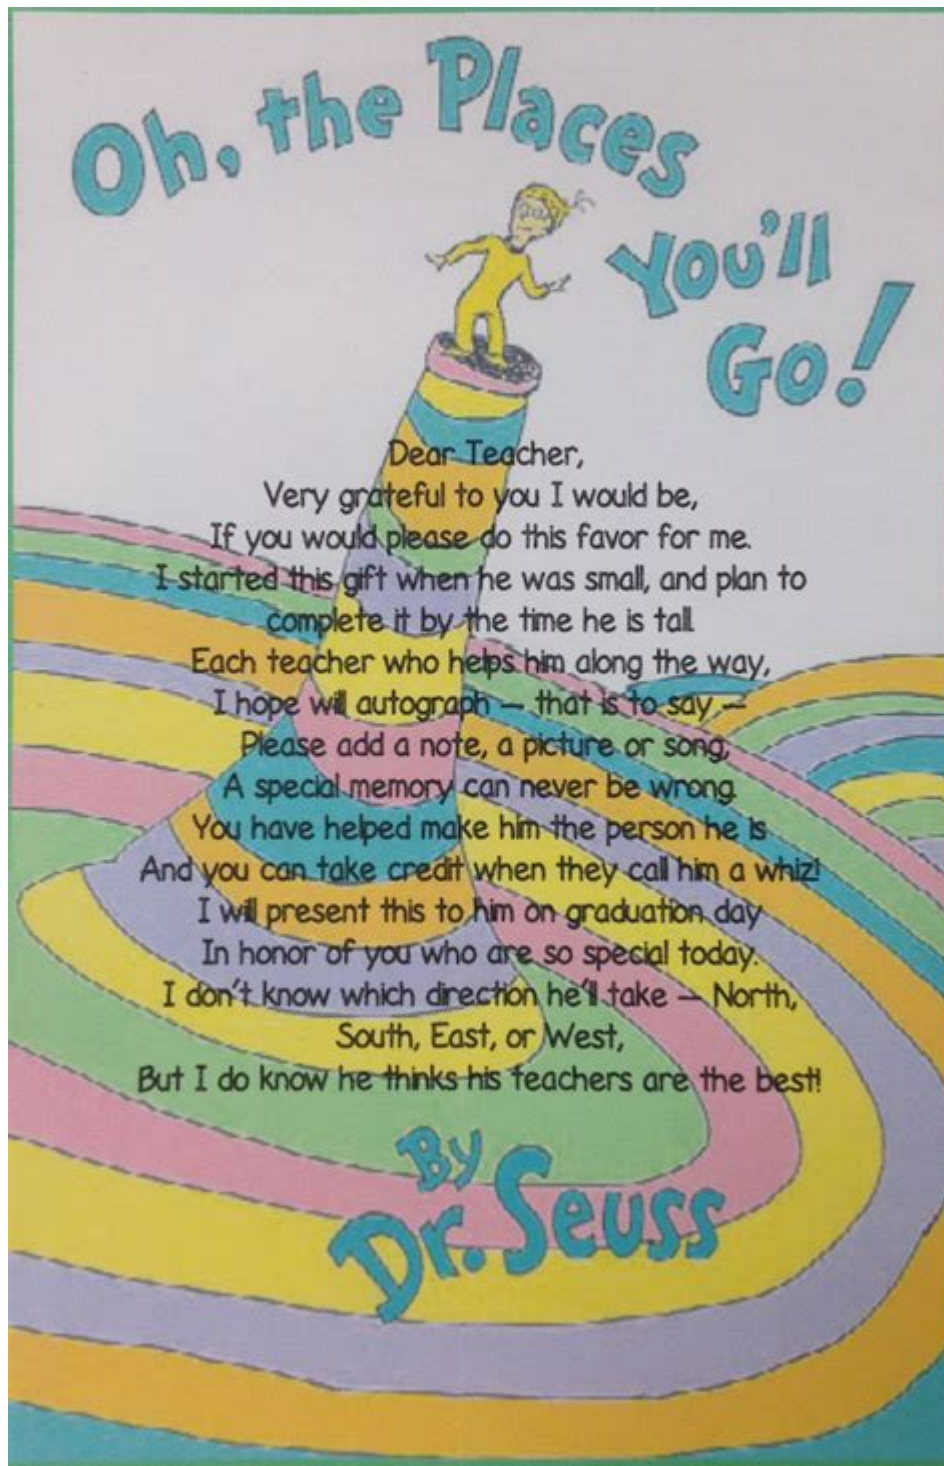 Oh, the Places
You'll
Go!
Dear Teacher,
Very grateful to you I would be,
If you would please do this favor for me.
I started this gift when he was small, and plan to
complete it by the time he is tall.
Each teacher who helps him along the way,
I hope will autograph — that is to say —
Please add a note, a picture or song;
A special memory can never be wrong.
You have helped make him the person he is
And you can take credit when they call him a whiz!
I will present this to him on graduation day
In honor of you who are so special today.
I don't know which direction he'll take — North,
South, East, or West,
But I do know he thinks his teachers are the best!
By
Dr. Seuss